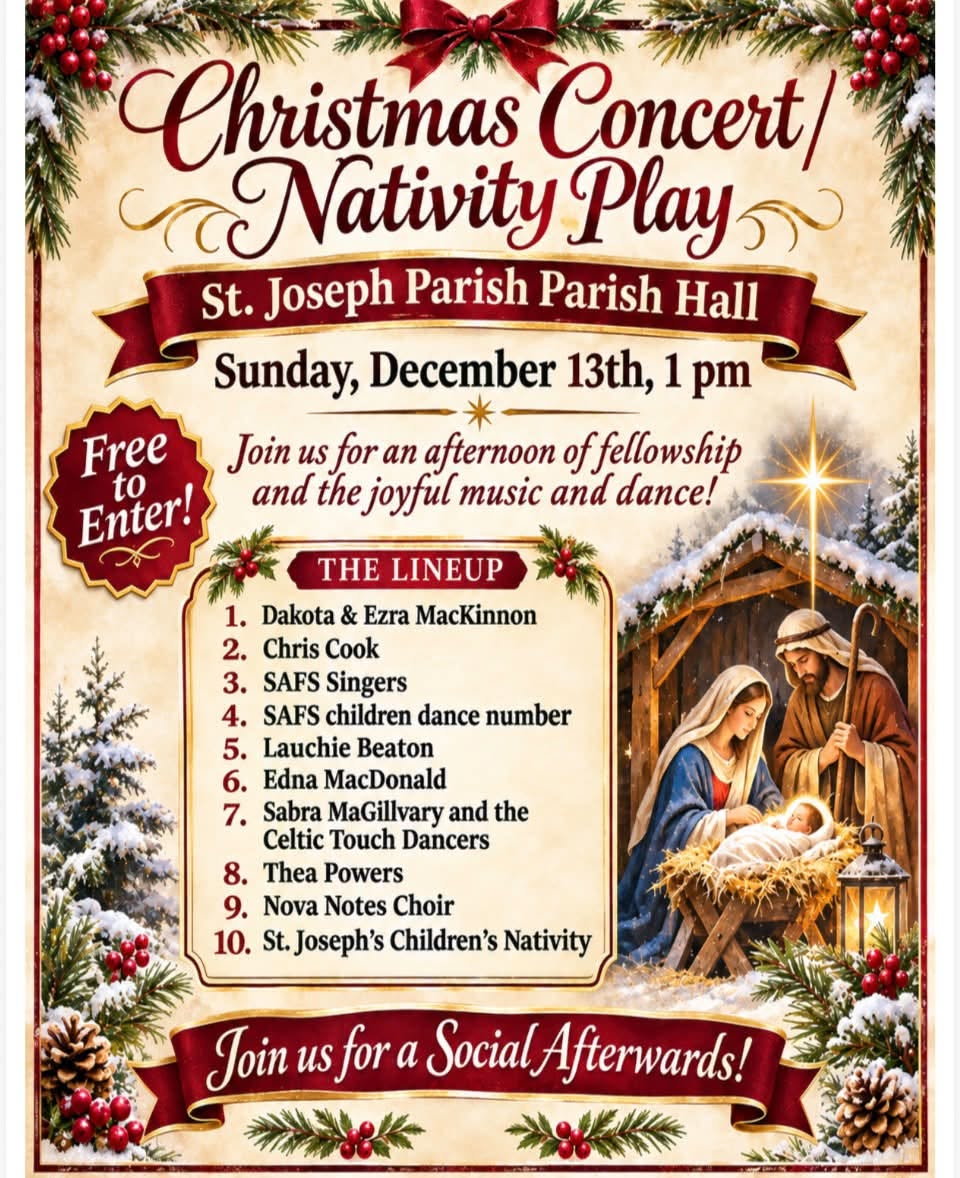 Christmas Concert/
Nativity Play
St. Joseph Parish Parish Hall
Sunday, December 13th, 1 pm
Free
to
Enter!
Join us for an afternoon of fellowship
and the joyful music and dance!
THE LINEUP
1. Dakota & Ezra MacKinnon
2. Chris Cook
3. SAFS Singers
4. SAFS children dance number
5. Lauchie Beaton
6. Edna MacDonald
7. Sabra MaGillvary and the
Celtic Touch Dancers
8. Thea Powers
9. Nova Notes Choir
10. St. Joseph's Children's Nativity
Join us for a Social Afterwards!